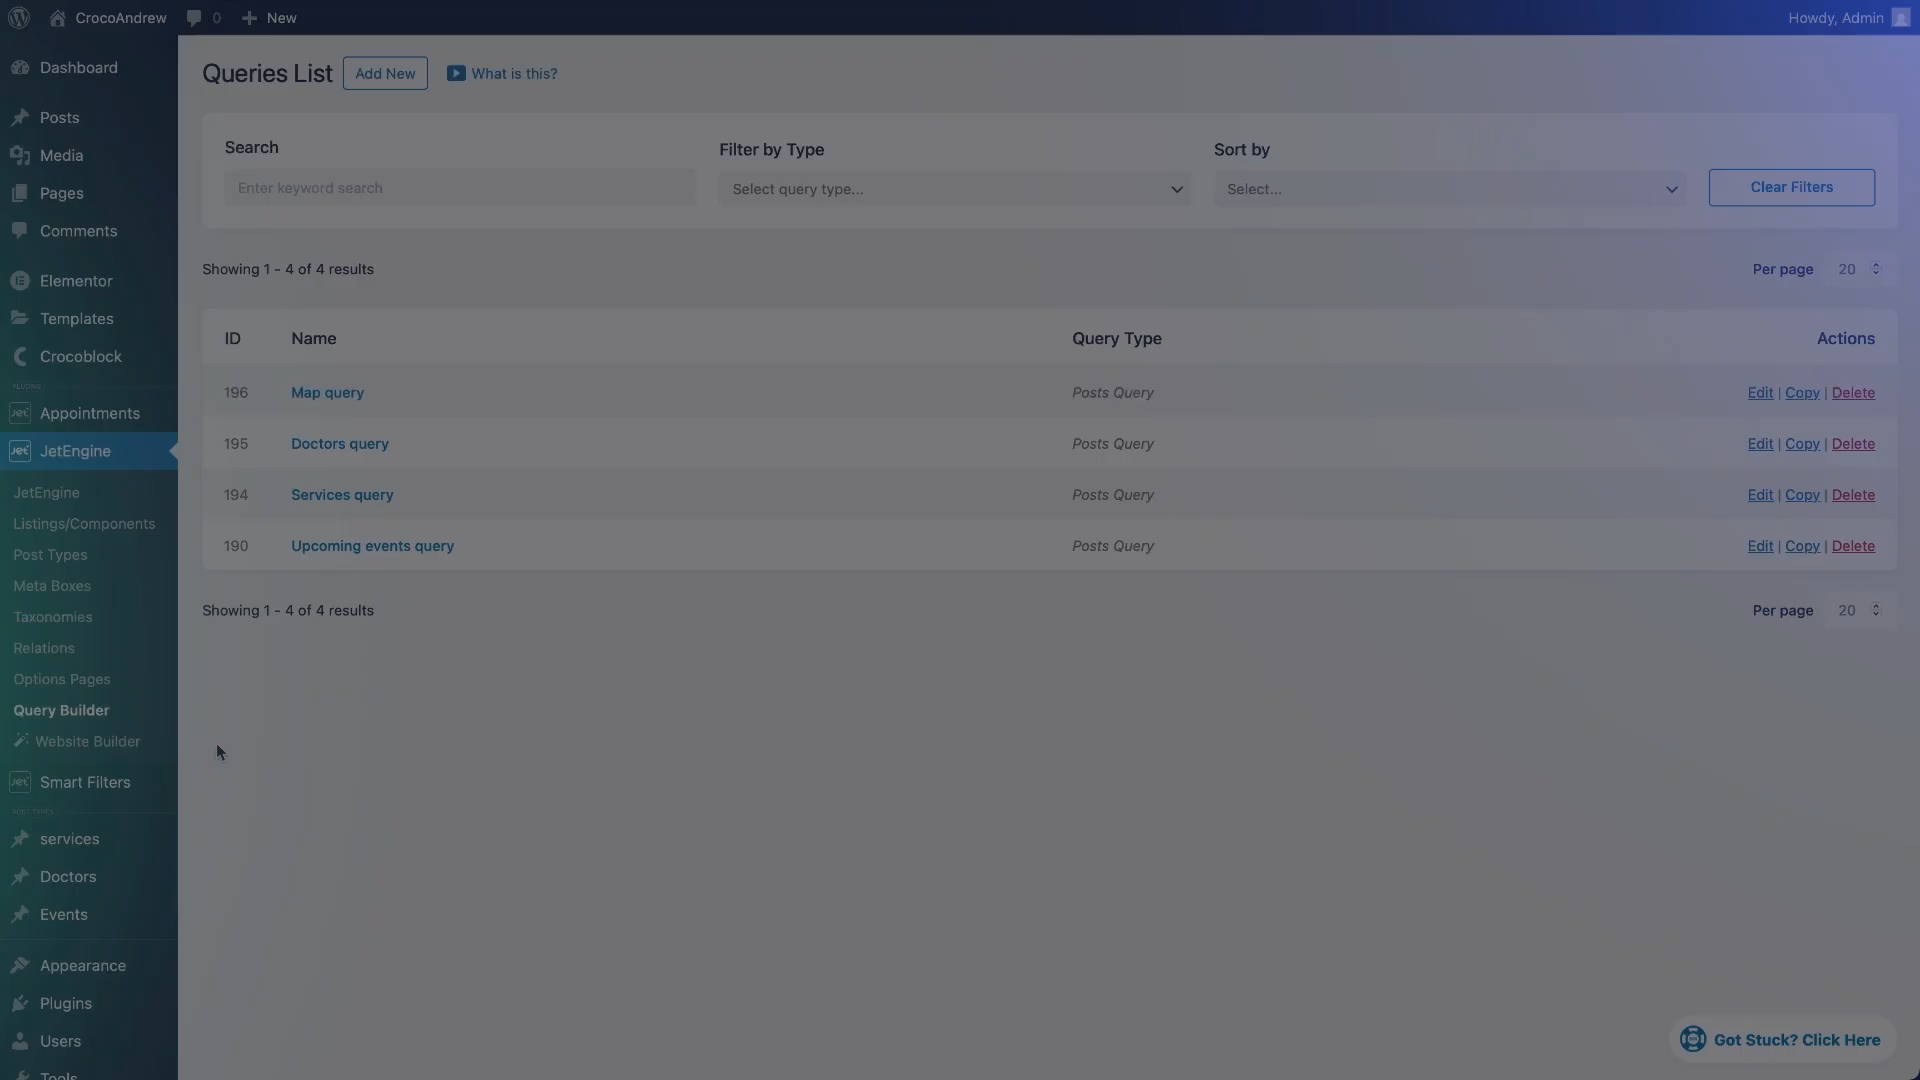 CrocoAndrew
0
New
Howdy, Admin
Dashboard
Posts
Media
Pages
Comments
Elementor
Templates
Crocoblock
PLUGINS
Appointments
JetEngine
JetEngine
Listings/Components
Post Types
Meta Boxes
Taxonomies
Relations
Options Pages
Query Builder
Website Builder
Smart Filters
POST TYPES
services
Doctors
Events
Appearance
Plugins
Users
Tools
Queries List
Add New
What is this?
Search
Filter by Type
Sort by
Enter keyword search
Select query type...
Select...
Clear Filters
Showing 1 - 4 of 4 results
Per page 20
ID Name Query Type Actions
196 Map query Posts Query Edit | Copy | Delete
195 Doctors query Posts Query Edit | Copy | Delete
194 Services query Posts Query Edit | Copy | Delete
190 Upcoming events query Posts Query Edit | Copy | Delete
Showing 1 - 4 of 4 results
Per page 20
Got Stuck? Click Here